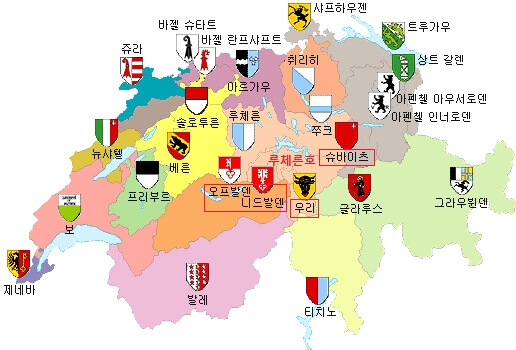 샤프하우젠
바젤 슈타트
트루가우
바젤 란프샤프트
쥬라
쮜리히
상트 갈렌
아르가우
아펜첼 아우서로덴
솔로투른
루체른
쭈크
아펜첼 인너로덴
뉴샤텔
베른
루체른호
슈바이츠
프리부르
오프발덴
니드발덴
우리
글라루스
그라우뷘덴
보
제네바
발레
티치노